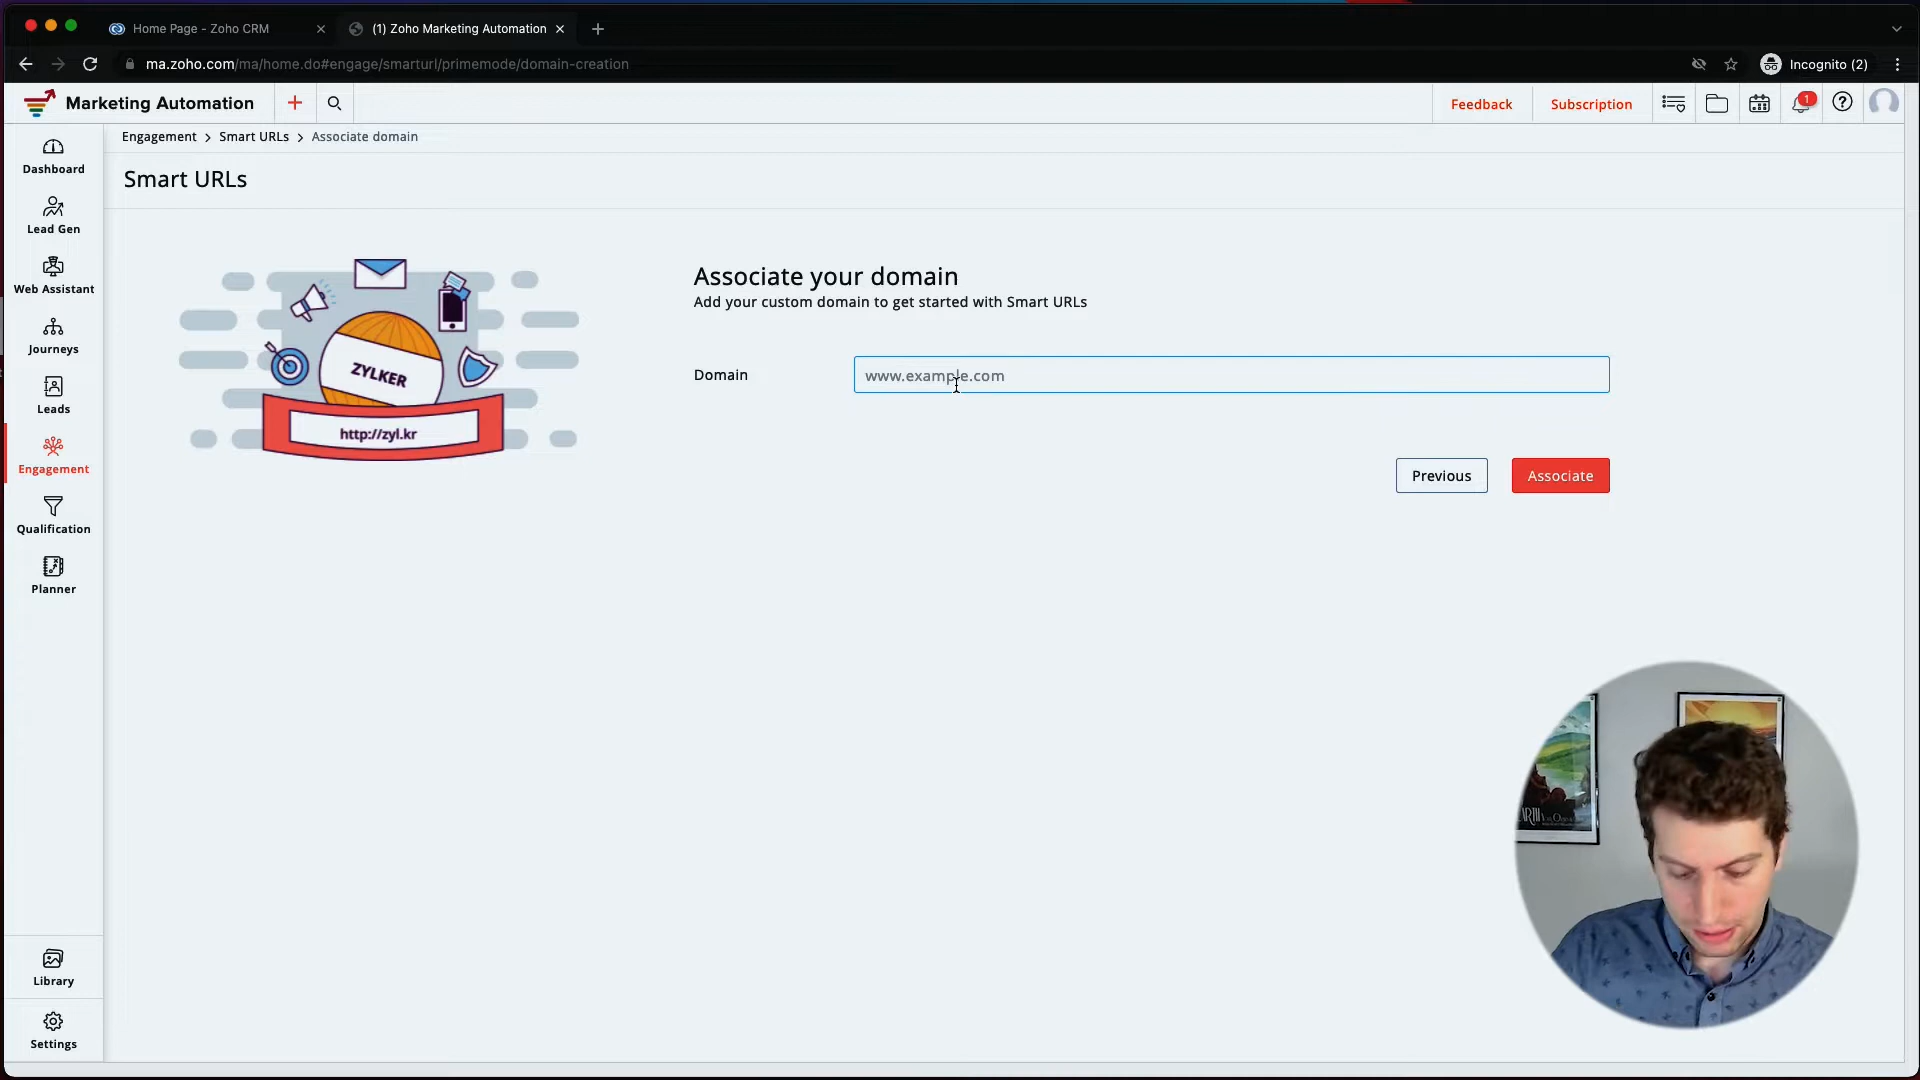 Home Page - Zoho CRM
(1) Zoho Marketing Automation
ma.zoho.com/ma/home.do#engage/smarturl/primemode/domain-creation
Incognito (2)
Marketing Automation
Feedback
Subscription
1
Dashboard
Lead Gen
Web Assistant
Journeys
Leads
Engagement
Qualification
Planner
Library
Settings
Engagement > Smart URLs > Associate domain
Smart URLs
ZYLKER
http://zyl.kr
Associate your domain
Add your custom domain to get started with Smart URLs
Domain
www.example.com
Previous
Associate